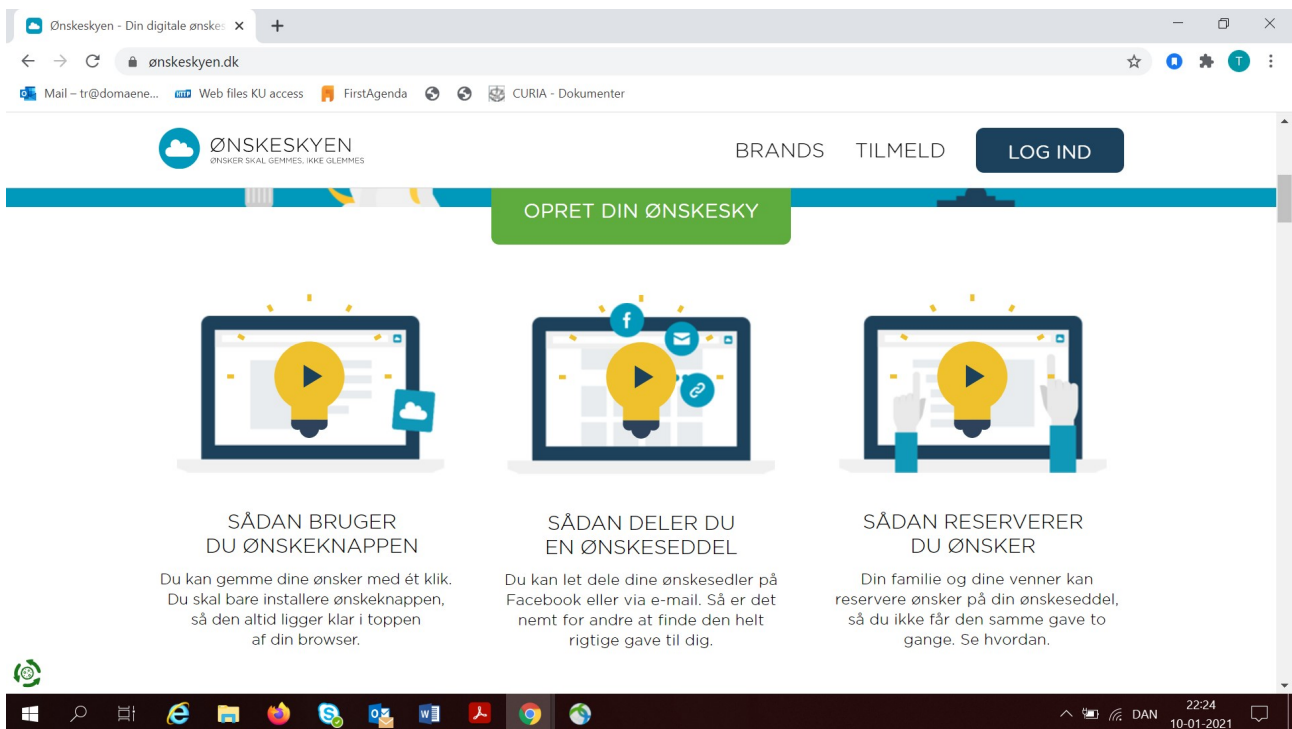 Ønskeskyen - Din digitale ønskes
ønskeskyen.dk
Mail – tr@domaene...
Web files KU access
FirstAgenda
CURIA - Dokumenter
T
ØNSKESKYEN
ØNSKER SKAL GEMMES, IKKE GLEMMES
BRANDS TILMELD LOG IND
OPRET DIN ØNSKESKY
SÅDAN BRUGER
DU ØNSKEKNAPPEN
Du kan gemme dine ønsker med ét klik.
Du skal bare installere ønskeknappen,
så den altid ligger klar i toppen
af din browser.
SÅDAN DELER DU
EN ØNSKESEDDEL
Du kan let dele dine ønskesedler på
Facebook eller via e-mail. Så er det
nemt for andre at finde den helt
rigtige gave til dig.
SÅDAN RESERVERER
DU ØNSKER
Din familie og dine venner kan
reservere ønsker på din ønskeseddel,
så du ikke får den samme gave to
gange. Se hvordan.
DAN
22:24
10-01-2021